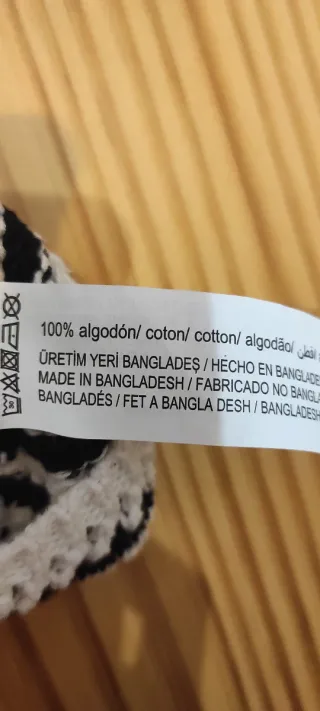 100% algodón/ coton/ cotton/ algodão/
ÜRETİM YERİ BANGLADEŞ / HECHO EN BANGLADE
MADE IN BANGLADESH / FABRICADO NO BANGLA
BANGLADÉS / FET A BANGLA DESH / BANGLADESH